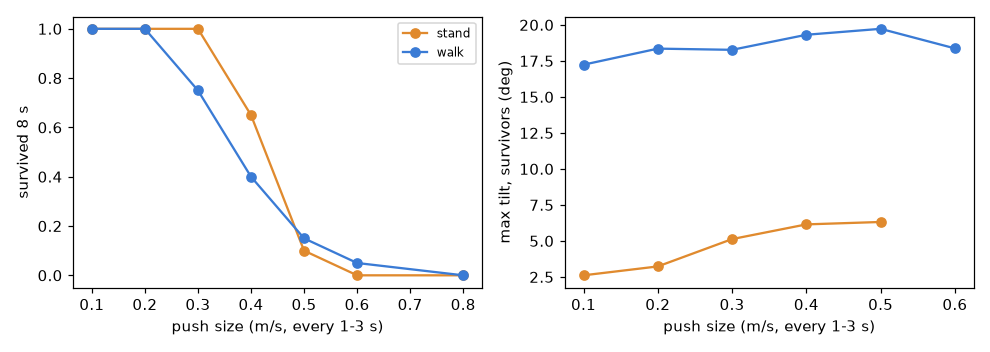 1.0
0.8
0.6
0.4
0.2
0.0
survived 8 s
stand
walk
0.1 0.2 0.3 0.4 0.5 0.6 0.7 0.8
push size (m/s, every 1-3 s)
20.0
17.5
15.0
12.5
10.0
7.5
5.0
2.5
max tilt, survivors (deg)
0.1 0.2 0.3 0.4 0.5 0.6
push size (m/s, every 1-3 s)